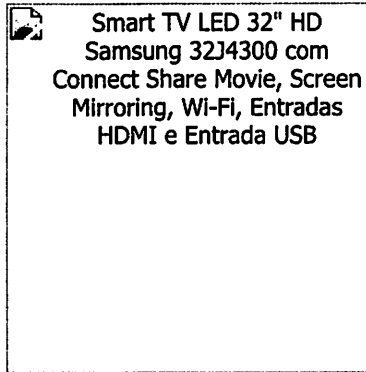 Smart TV LED 32" HD
Samsung 32J4300 com
Connect Share Movie, Screen
Mirroring, Wi-Fi, Entradas
HDMI e Entrada USB